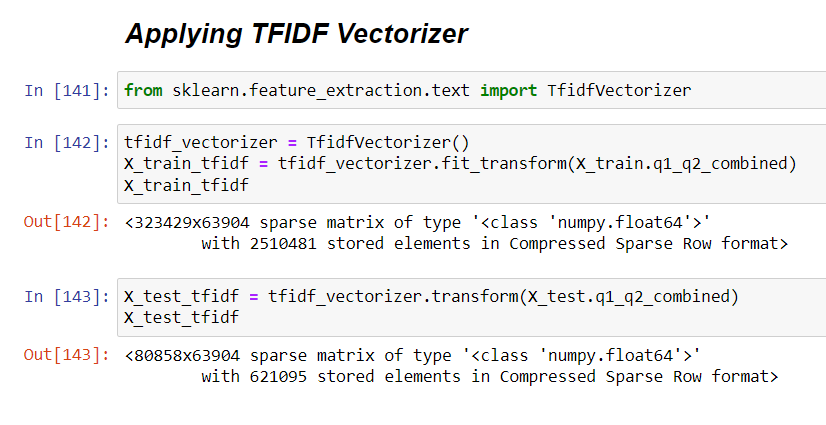 Applying TFIDF Vectorizer
In [141]: from sklearn.feature_extraction.text import TfidfVectorizer
In [142]: tfidf_vectorizer = TfidfVectorizer()
X_train_tfidf = tfidf_vectorizer.fit_transform(X_train.q1_q2_combined)
X_train_tfidf
Out[142]: <323429x63904 sparse matrix of type '<class 'numpy.float64'>'
with 2510481 stored elements in Compressed Sparse Row format>
In [143]: X_test_tfidf = tfidf_vectorizer.transform(X_test.q1_q2_combined)
X_test_tfidf
Out[143]: <80858x63904 sparse matrix of type '<class 'numpy.float64'>'
with 621095 stored elements in Compressed Sparse Row format>